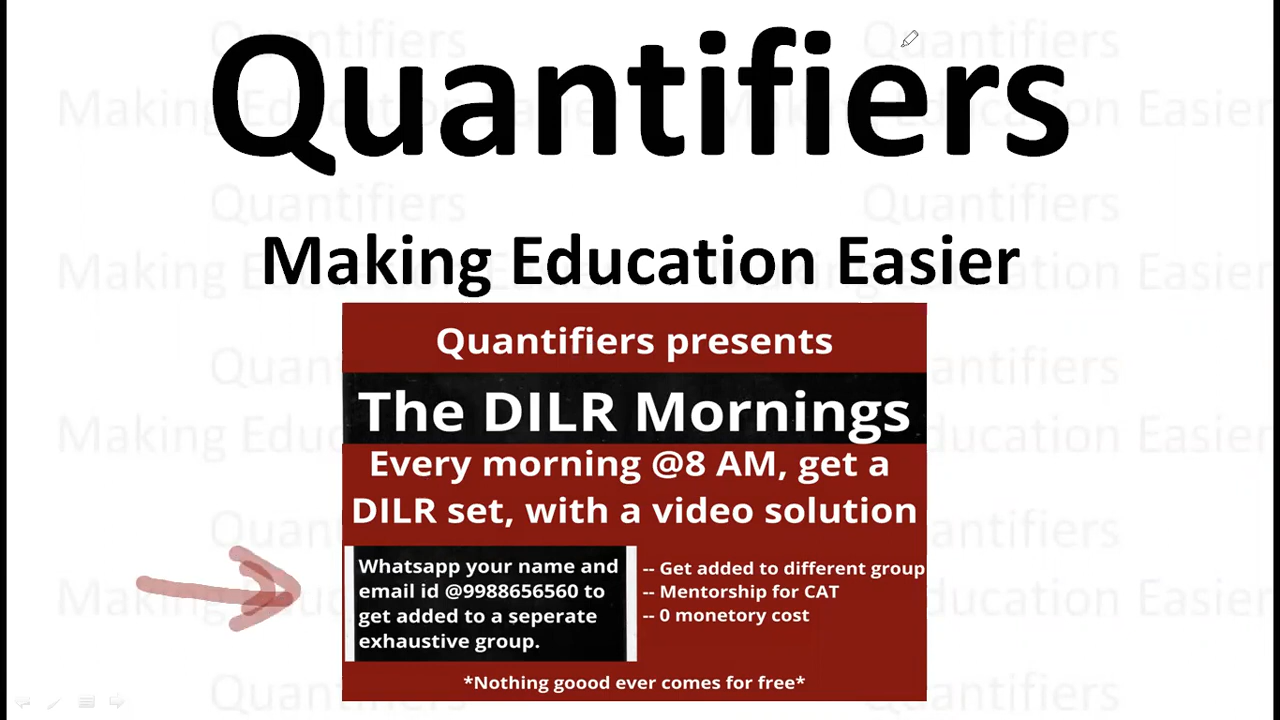 Quantifiers
Making Education Easier
Quantifiers presents
The DILR Mornings
Every morning @8 AM, get a
DILR set, with a video solution
Whatsapp your name and
email id @9988656560 to
get added to a seperate
exhaustive group.
-- Get added to different group
-- Mentorship for CAT
-- 0 monetory cost
*Nothing goood ever comes for free*